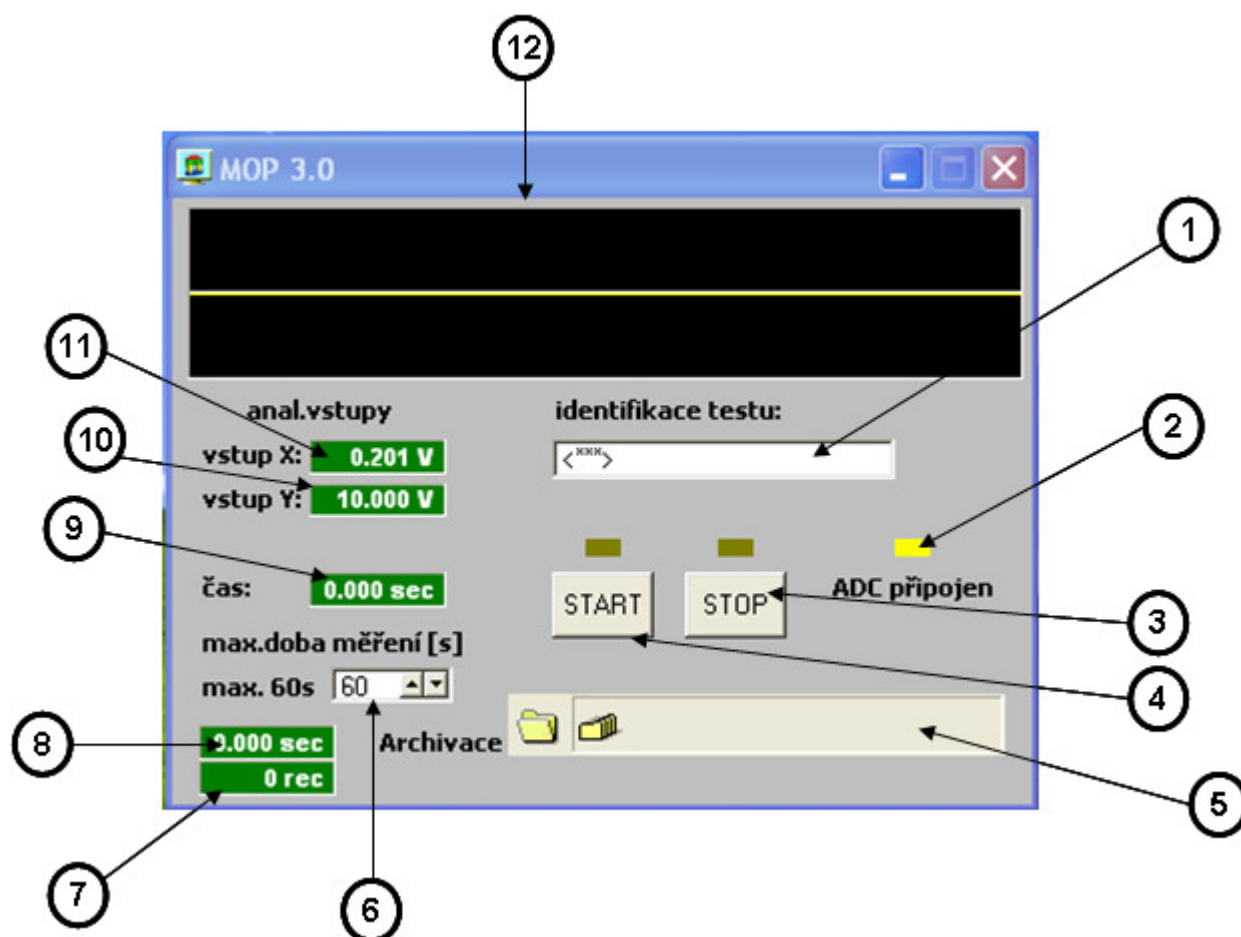 12
MOP 3.0
1
11
anal.vstupy
identifikace testu:
2
10
vstup X: 0.201 V
<***>
vstup Y: 10.000 V
9
čas: 0.000 sec
START
STOP
ADC připojen
3
max.doba měření [s]
max. 60s 60
4
8
0.000 sec
Archivace
0 rec
5
7
6